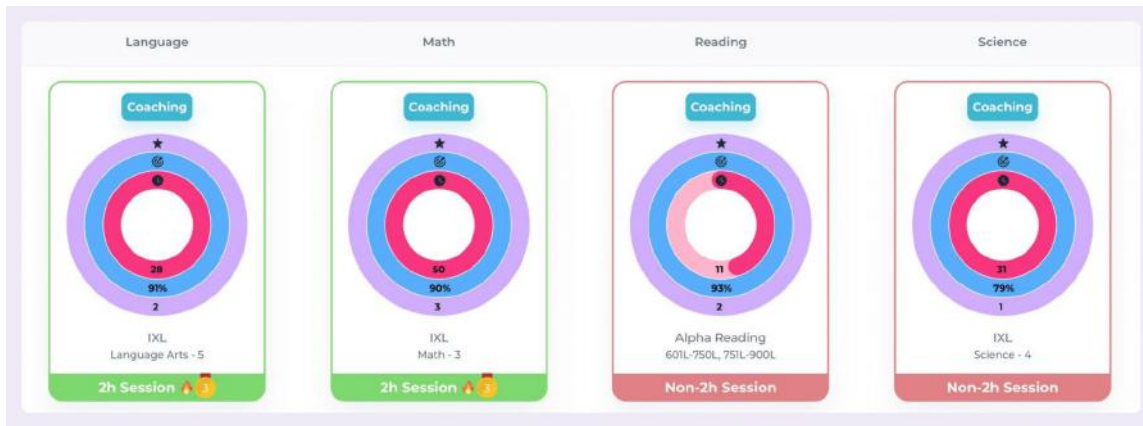 Language
Math
Reading
Science
Coaching
28
91%
2
IXL
Language Arts - 5
2h Session 3
Coaching
50
90%
3
IXL
Math - 3
2h Session 3
Coaching
11
93%
2
Alpha Reading
601L-750L, 751L-900L
Non-2h Session
Coaching
31
79%
1
IXL
Science - 4
Non-2h Session